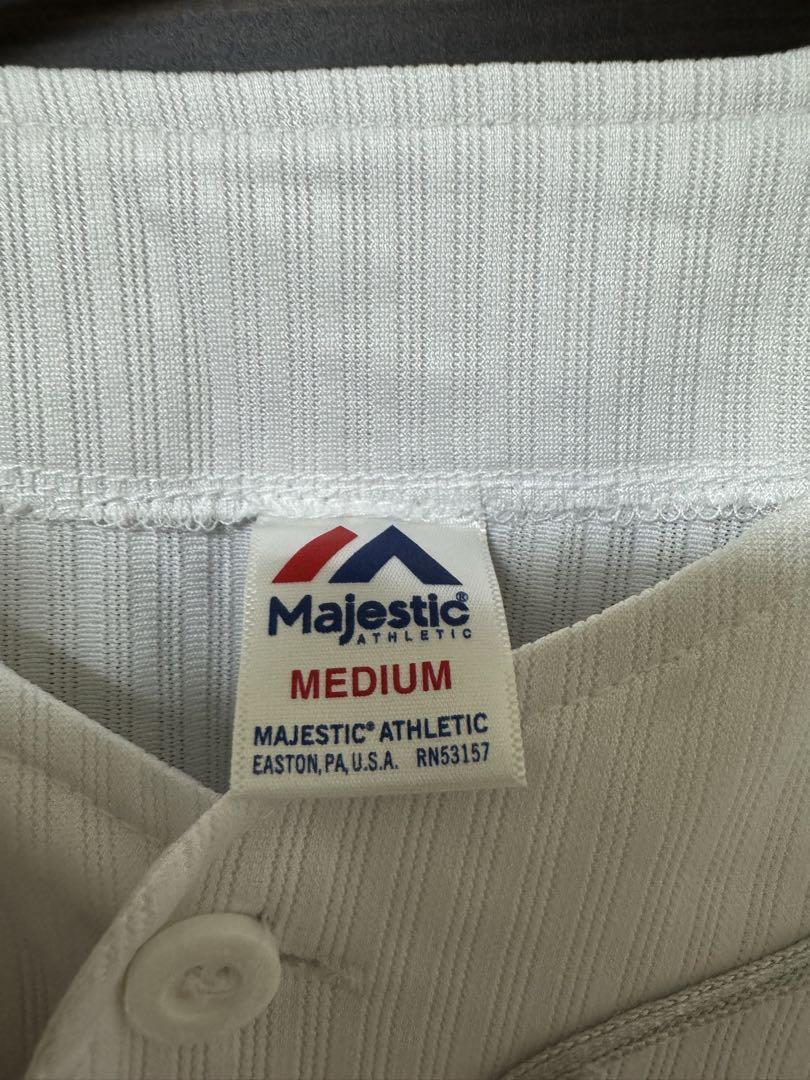 Majestic®
ATHLETIC
MEDIUM
MAJESTIC® ATHLETIC
EASTON, PA, U.S.A. RN53157